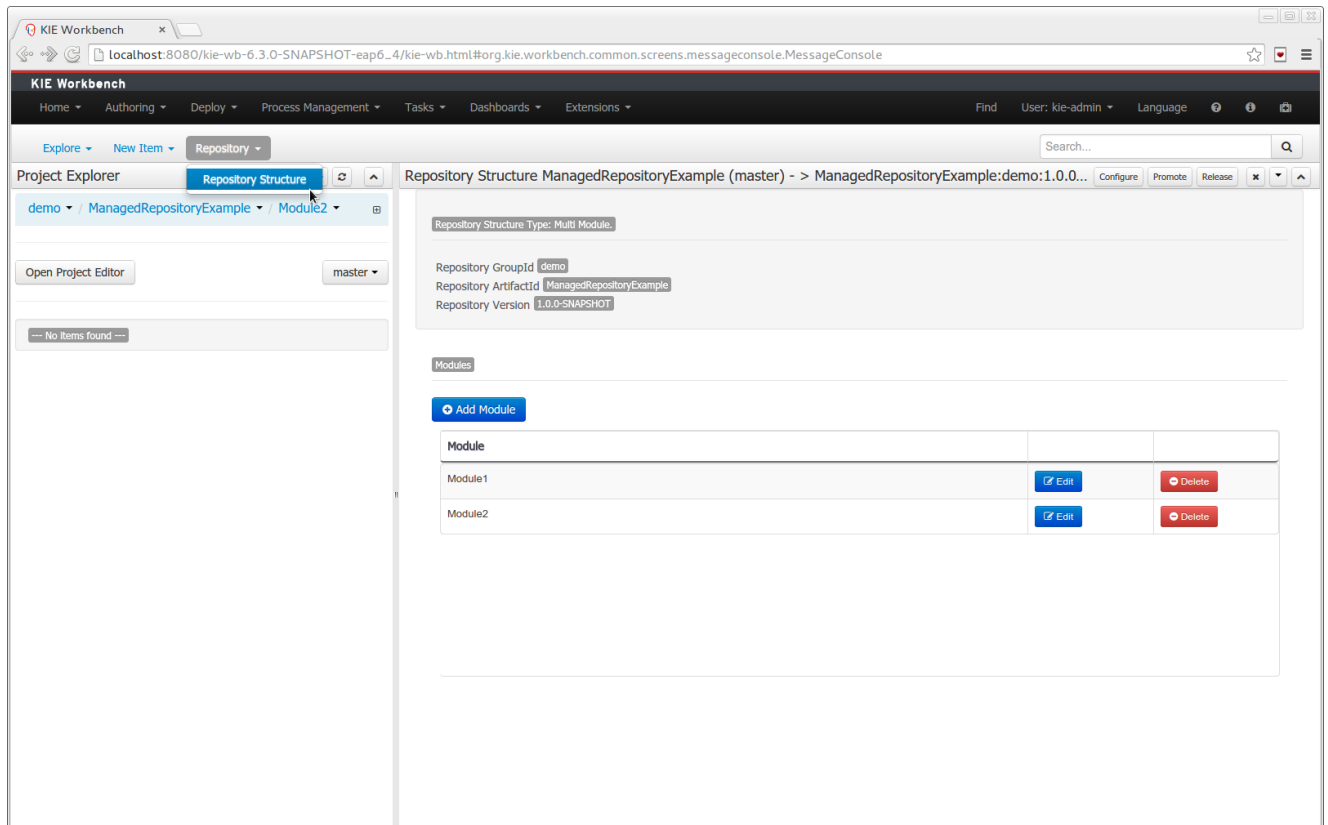 KIE Workbench
localhost:8080/kie-wb-6.3.0-SNAPSHOT-eap6_4/kie-wb.html#org.kie.workbench.common.screens.messageconsole.MessageConsole
KIE Workbench
Home Authoring Deploy Process Management Tasks Dashboards Extensions Find User: kie-admin Language
Explore New Item Repository Search...
Repository Structure
Project Explorer
Repository Structure ManagedRepositoryExample (master) - > ManagedRepositoryExample:demo:1.0.0... Configure Promote Release
demo / ManagedRepositoryExample / Module2
Open Project Editor master
--- No items found ---
Repository Structure Type: Multi Module.
Repository GroupId demo
Repository ArtifactId ManagedRepositoryExample
Repository Version 1.0.0-SNAPSHOT
Modules
Add Module
Module
Module1 Edit Delete
Module2 Edit Delete